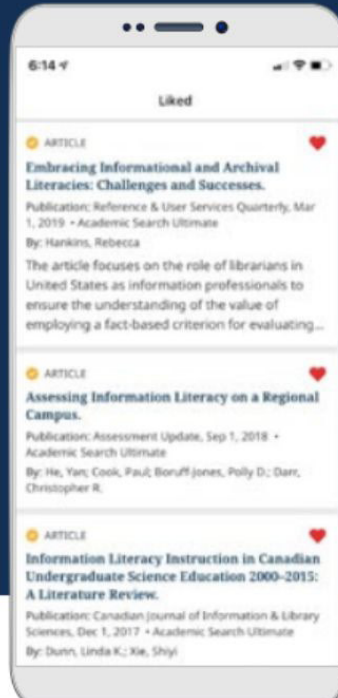 6:14
Liked
ARTICLE
Embracing Informational and Archival
Literacies: Challenges and Successes.
Publication: Reference & User Services Quarterly, Mar
1, 2019 • Academic Search Ultimate
By: Hankins, Rebecca
The article focuses on the role of librarians in
United States as information professionals to
ensure the understanding of the value of
employing a fact-based criterion for evaluating...
ARTICLE
Assessing Information Literacy on a Regional
Campus.
Publication: Assessment Update, Sep 1, 2018 •
Academic Search Ultimate
By: He, Yan; Cook, Paul; Boruff-Jones, Polly D.; Darr,
Christopher R.
ARTICLE
Information Literacy Instruction in Canadian
Undergraduate Science Education 2000-2015:
A Literature Review.
Publication: Canadian Journal of Information & Library
Sciences, Dec 1, 2017 • Academic Search Ultimate
By: Dunn, Linda K.; Xie, Shiyi